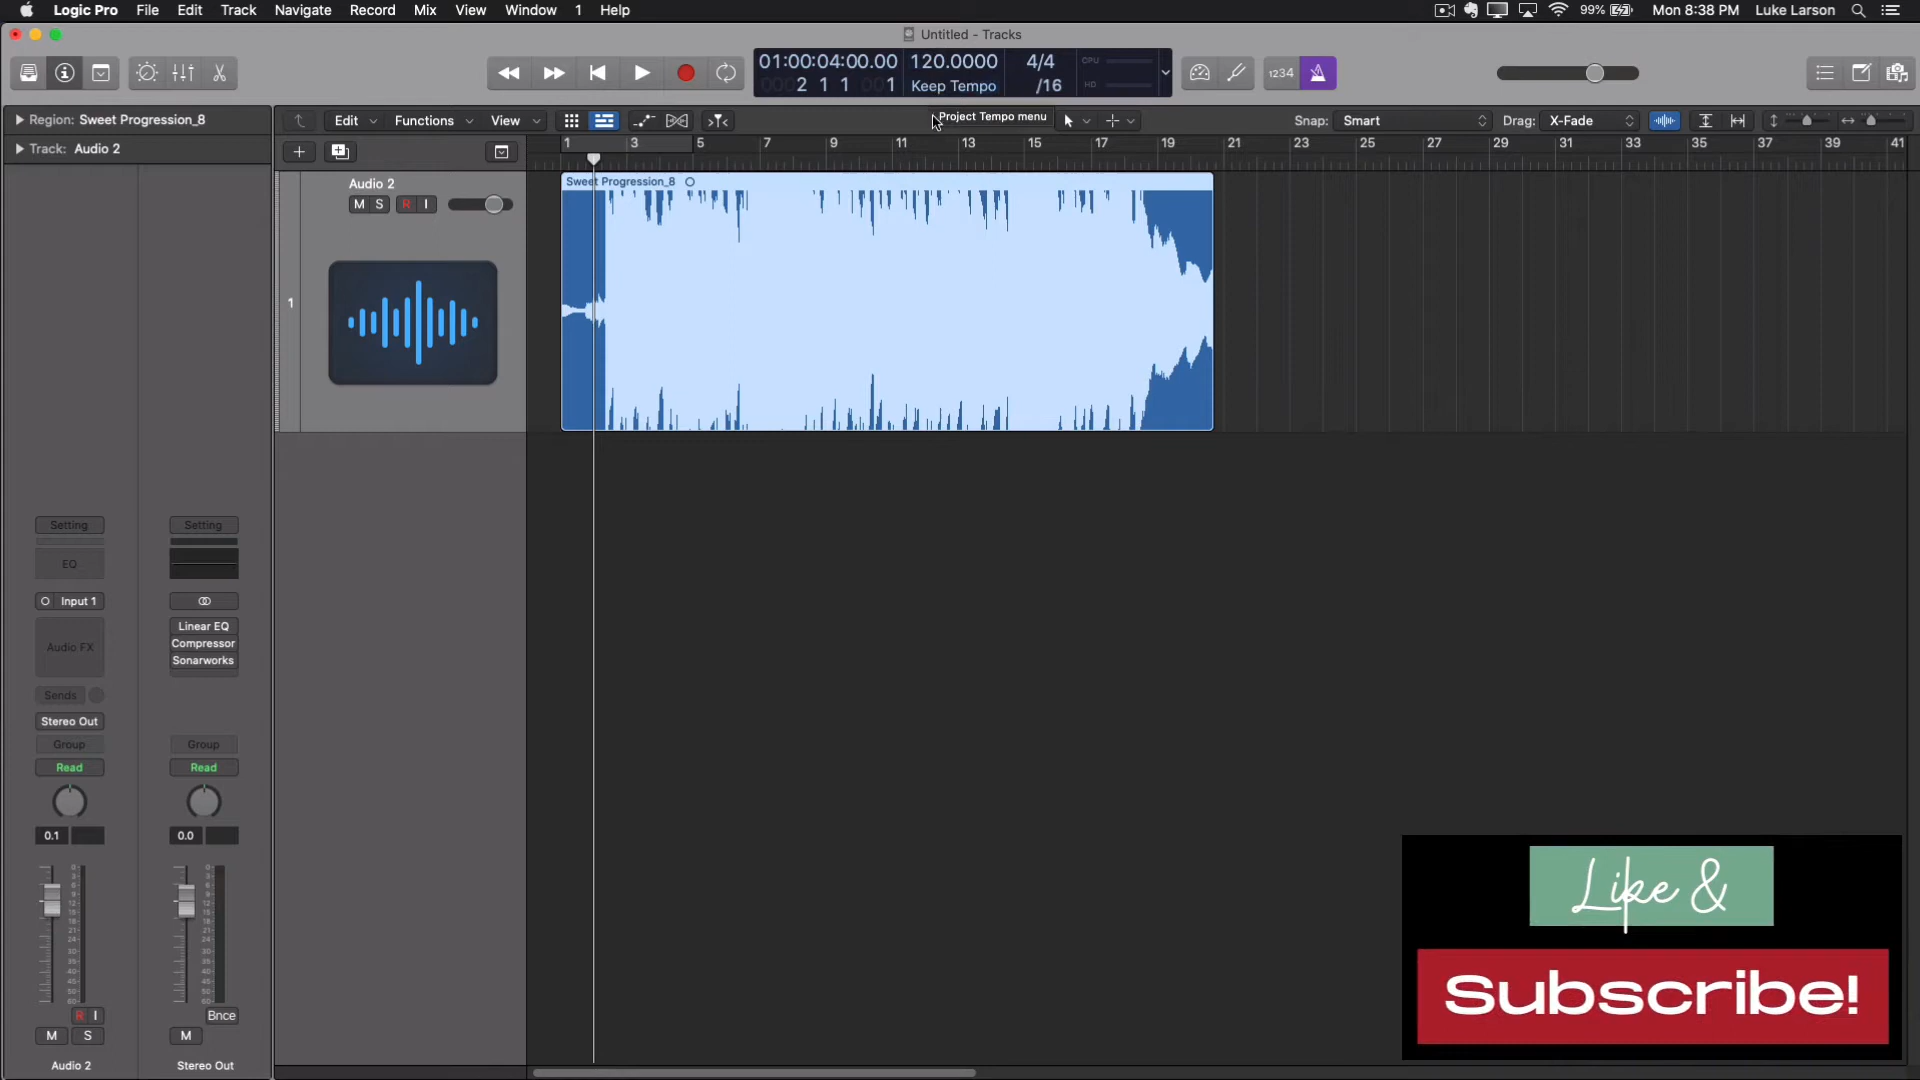 Logic Pro File Edit Track Navigate Record Mix View Window 1 Help 99% Mon 8:38 PM Luke Larson
Untitled - Tracks
01:00:04:00.00 120.0000 4/4 CPU
0002 1 1 001 Keep Tempo /16 HD
1234
Region: Sweet Progression_8
Track: Audio 2
Edit Functions View
Project Tempo menu
Snap: Smart Drag: X-Fade
1 3 5 7 9 11 13 15 17 19 21 23 25 27 29 31 33 35 37 39 41
Audio 2
M S R I
1
Sweet Progression_8
Setting Setting
EQ
Input 1
Audio FX
Linear EQ
Compressor
Sonarworks
Sends
Stereo Out
Group Group
Read Read
0.1 0.0
R I Bnce
M S M
Audio 2 Stereo Out
Like &
Subscribe!